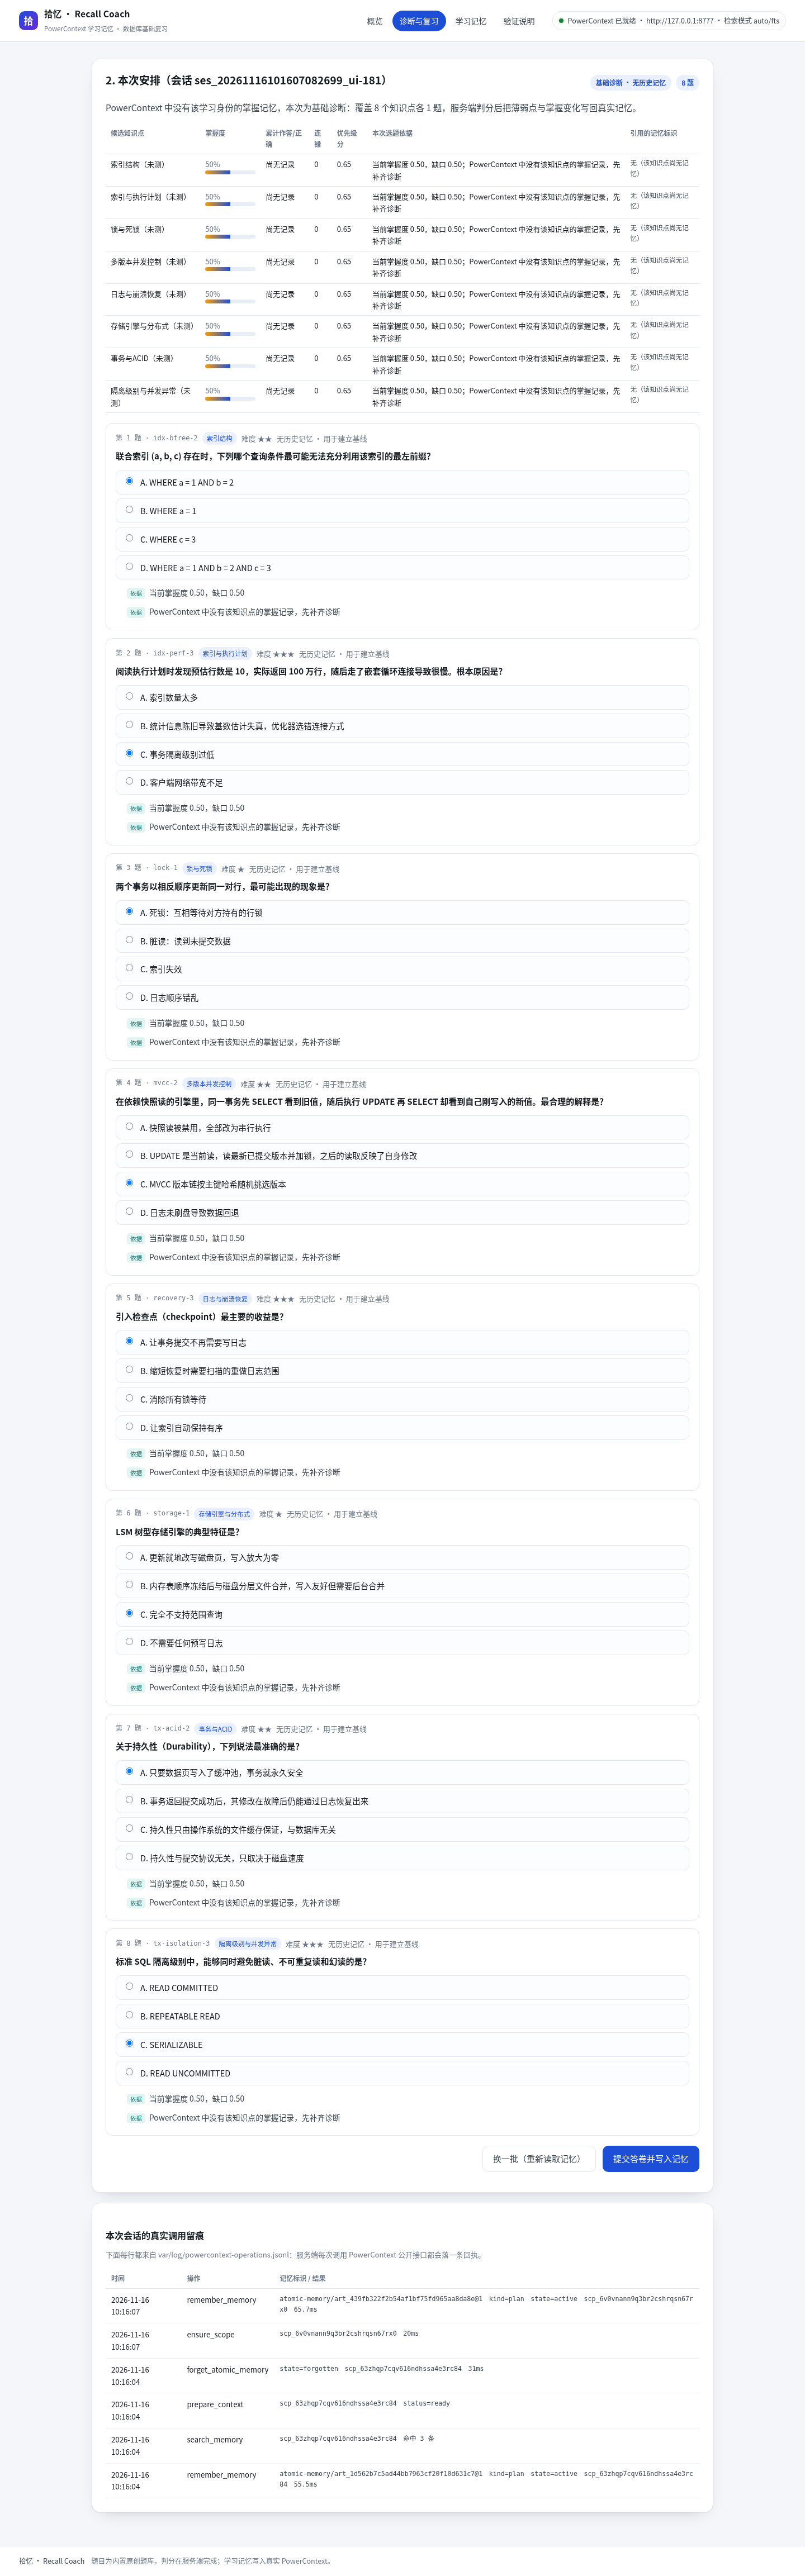 拾
拾忆 · Recall Coach
PowerContext 学习记忆 · 数据库基础复习
概览
诊断与复习
学习记忆
验证说明
PowerContext 已就绪 · http://127.0.0.1:8777 · 检索模式 auto/fts
2. 本次安排（会话 ses_20261116101607082699_ui-181）
基础诊断 · 无历史记忆
8 题
PowerContext 中没有该学习身份的掌握记忆，本次为基础诊断：覆盖 8 个知识点各 1 题，服务端判分后把薄弱点与掌握变化写回真实记忆。
候选知识点 掌握度 累计作答/正确 连错 优先级分 本次选题依据 引用的记忆标识
索引结构（未测） 50% 尚无记录 0 0.65 当前掌握度 0.50，缺口 0.50；PowerContext 中没有该知识点的掌握记录，先补齐诊断 无（该知识点尚无记忆）
索引与执行计划（未测） 50% 尚无记录 0 0.65 当前掌握度 0.50，缺口 0.50；PowerContext 中没有该知识点的掌握记录，先补齐诊断 无（该知识点尚无记忆）
锁与死锁（未测） 50% 尚无记录 0 0.65 当前掌握度 0.50，缺口 0.50；PowerContext 中没有该知识点的掌握记录，先补齐诊断 无（该知识点尚无记忆）
多版本并发控制（未测） 50% 尚无记录 0 0.65 当前掌握度 0.50，缺口 0.50；PowerContext 中没有该知识点的掌握记录，先补齐诊断 无（该知识点尚无记忆）
日志与崩溃恢复（未测） 50% 尚无记录 0 0.65 当前掌握度 0.50，缺口 0.50；PowerContext 中没有该知识点的掌握记录，先补齐诊断 无（该知识点尚无记忆）
存储引擎与分布式（未测） 50% 尚无记录 0 0.65 当前掌握度 0.50，缺口 0.50；PowerContext 中没有该知识点的掌握记录，先补齐诊断 无（该知识点尚无记忆）
事务与ACID（未测） 50% 尚无记录 0 0.65 当前掌握度 0.50，缺口 0.50；PowerContext 中没有该知识点的掌握记录，先补齐诊断 无（该知识点尚无记忆）
隔离级别与并发异常（未测） 50% 尚无记录 0 0.65 当前掌握度 0.50，缺口 0.50；PowerContext 中没有该知识点的掌握记录，先补齐诊断 无（该知识点尚无记忆）
第 1 题 · idx-btree-2 索引结构 难度 ★★ 无历史记忆 · 用于建立基线
联合索引 (a, b, c) 存在时，下列哪个查询条件最可能无法充分利用该索引的最左前缀？
A. WHERE a = 1 AND b = 2
B. WHERE a = 1
C. WHERE c = 3
D. WHERE a = 1 AND b = 2 AND c = 3
依据 当前掌握度 0.50，缺口 0.50
依据 PowerContext 中没有该知识点的掌握记录，先补齐诊断
第 2 题 · idx-perf-3 索引与执行计划 难度 ★★★ 无历史记忆 · 用于建立基线
阅读执行计划时发现预估行数是 10，实际返回 100 万行，随后走了嵌套循环连接导致很慢。根本原因是？
A. 索引数量太多
B. 统计信息陈旧导致基数估计失真，优化器选错连接方式
C. 事务隔离级别过低
D. 客户端网络带宽不足
依据 当前掌握度 0.50，缺口 0.50
依据 PowerContext 中没有该知识点的掌握记录，先补齐诊断
第 3 题 · lock-1 锁与死锁 难度 ★ 无历史记忆 · 用于建立基线
两个事务以相反顺序更新同一对行，最可能出现的现象是？
A. 死锁：互相等待对方持有的行锁
B. 脏读：读到未提交数据
C. 索引失效
D. 日志顺序错乱
依据 当前掌握度 0.50，缺口 0.50
依据 PowerContext 中没有该知识点的掌握记录，先补齐诊断
第 4 题 · mvcc-2 多版本并发控制 难度 ★★ 无历史记忆 · 用于建立基线
在依赖快照读的引擎里，同一事务先 SELECT 看到旧值，随后执行 UPDATE 再 SELECT 却看到自己刚写入的新值。最合理的解释是？
A. 快照读被禁用，全部改为串行执行
B. UPDATE 是当前读，读最新已提交版本并加锁，之后的读取反映了自身修改
C. MVCC 版本链按主键哈希随机挑选版本
D. 日志未刷盘导致数据回退
依据 当前掌握度 0.50，缺口 0.50
依据 PowerContext 中没有该知识点的掌握记录，先补齐诊断
第 5 题 · recovery-3 日志与崩溃恢复 难度 ★★★ 无历史记忆 · 用于建立基线
引入检查点（checkpoint）最主要的收益是？
A. 让事务提交不再需要写日志
B. 缩短恢复时需要扫描的重做日志范围
C. 消除所有锁等待
D. 让索引自动保持有序
依据 当前掌握度 0.50，缺口 0.50
依据 PowerContext 中没有该知识点的掌握记录，先补齐诊断
第 6 题 · storage-1 存储引擎与分布式 难度 ★ 无历史记忆 · 用于建立基线
LSM 树型存储引擎的典型特征是？
A. 更新就地改写磁盘页，写入放大为零
B. 内存表顺序冻结后与磁盘分层文件合并，写入友好但需要后台合并
C. 完全不支持范围查询
D. 不需要任何预写日志
依据 当前掌握度 0.50，缺口 0.50
依据 PowerContext 中没有该知识点的掌握记录，先补齐诊断
第 7 题 · tx-acid-2 事务与ACID 难度 ★★ 无历史记忆 · 用于建立基线
关于持久性（Durability），下列说法最准确的是？
A. 只要数据页写入了缓冲池，事务就永久安全
B. 事务返回提交成功后，其修改在故障后仍能通过日志恢复出来
C. 持久性只由操作系统的文件缓存保证，与数据库无关
D. 持久性与提交协议无关，只取决于磁盘速度
依据 当前掌握度 0.50，缺口 0.50
依据 PowerContext 中没有该知识点的掌握记录，先补齐诊断
第 8 题 · tx-isolation-3 隔离级别与并发异常 难度 ★★★ 无历史记忆 · 用于建立基线
标准 SQL 隔离级别中，能够同时避免脏读、不可重复读和幻读的是？
A. READ COMMITTED
B. REPEATABLE READ
C. SERIALIZABLE
D. READ UNCOMMITTED
依据 当前掌握度 0.50，缺口 0.50
依据 PowerContext 中没有该知识点的掌握记录，先补齐诊断
换一批（重新读取记忆）
提交答卷并写入记忆
本次会话的真实调用留痕
下面每行都来自 var/log/powercontext-operations.jsonl：服务端每次调用 PowerContext 公开接口都会落一条回执。
时间 操作 记忆标识 / 结果
2026-11-16 10:16:07 remember_memory atomic-memory/art_439fb322f2b54af1bf75fd965aa8da8e@1 kind=plan state=active scp_6v0vnann9q3br2cshrqsn67rx0 65.7ms
2026-11-16 10:16:07 ensure_scope scp_6v0vnann9q3br2cshrqsn67rx0 20ms
2026-11-16 10:16:04 forget_atomic_memory state=forgotten scp_63zhqp7cqv616ndhssa4e3rc84 31ms
2026-11-16 10:16:04 prepare_context scp_63zhqp7cqv616ndhssa4e3rc84 status=ready
2026-11-16 10:16:04 search_memory scp_63zhqp7cqv616ndhssa4e3rc84 命中 3 条
2026-11-16 10:16:04 remember_memory atomic-memory/art_1d562b7c5ad44bb7963cf20f10d631c7@1 kind=plan state=active scp_63zhqp7cqv616ndhssa4e3rc84 55.5ms
拾忆 · Recall Coach 题目为内置原创题库，判分在服务端完成；学习记忆写入真实 PowerContext。